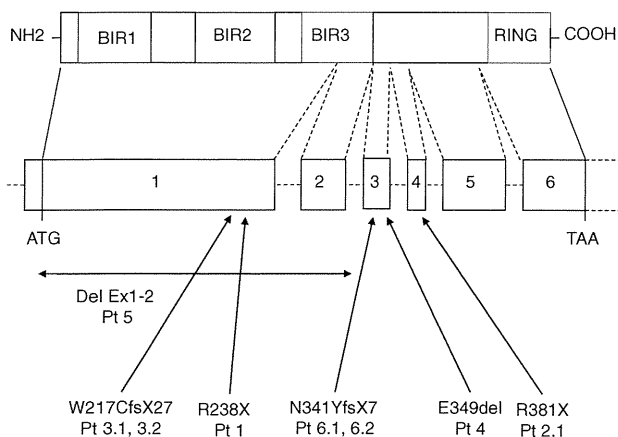 NH2 BIR1 BIR2 BIR3 RING COOH
1 2 3 4 5 6
ATG TAA
Del Ex1-2
Pt 5
W217CfsX27 R238X N341YfsX7 E349del R381X
Pt 3.1, 3.2 Pt 1 Pt 6.1, 6.2 Pt 4 Pt 2.1